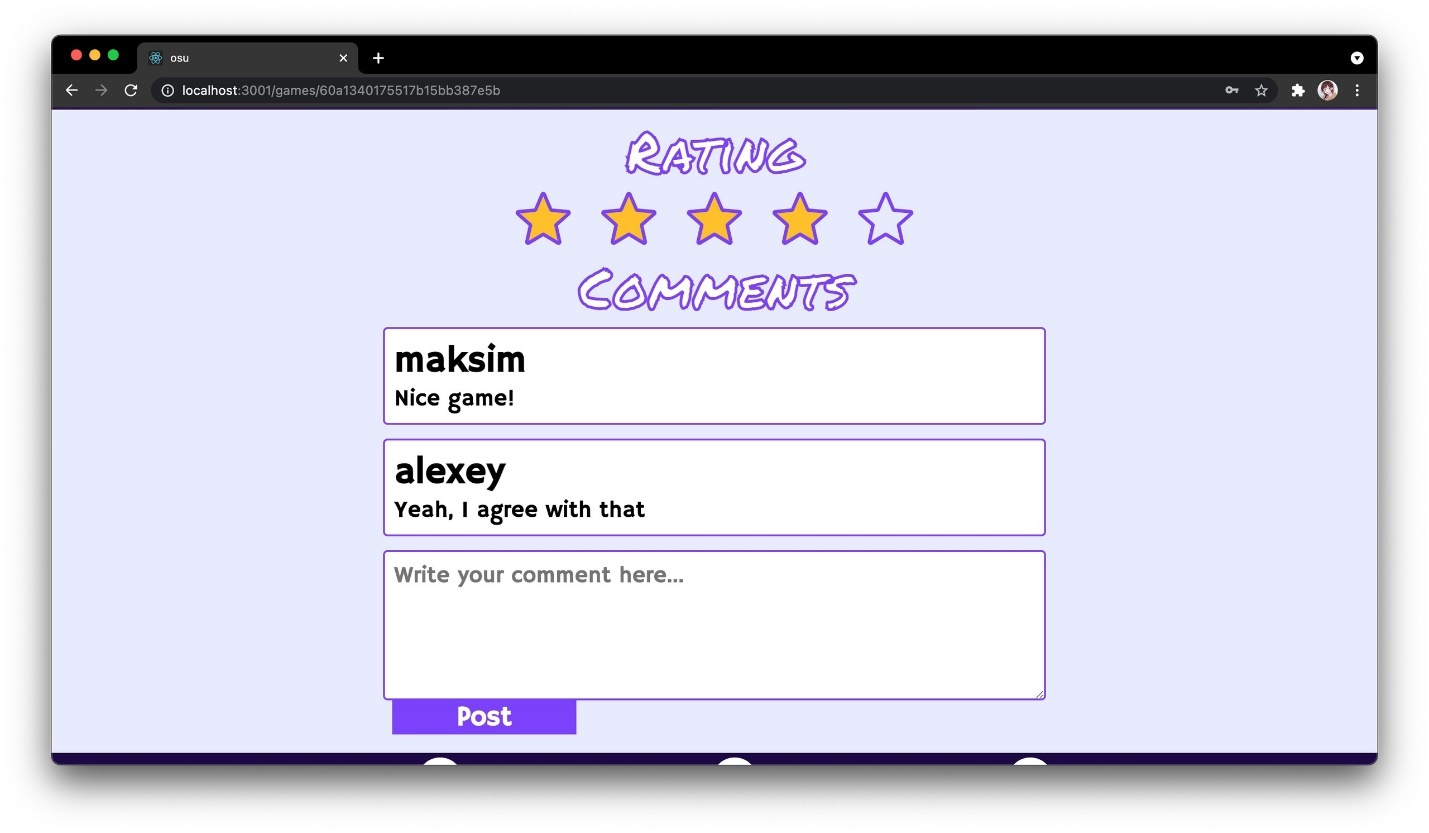 osu
localhost:3001/games/60a1340175517b15bb387e5b
Rating
Comments
maksim
Nice game!
alexey
Yeah, I agree with that
Write your comment here...
Post